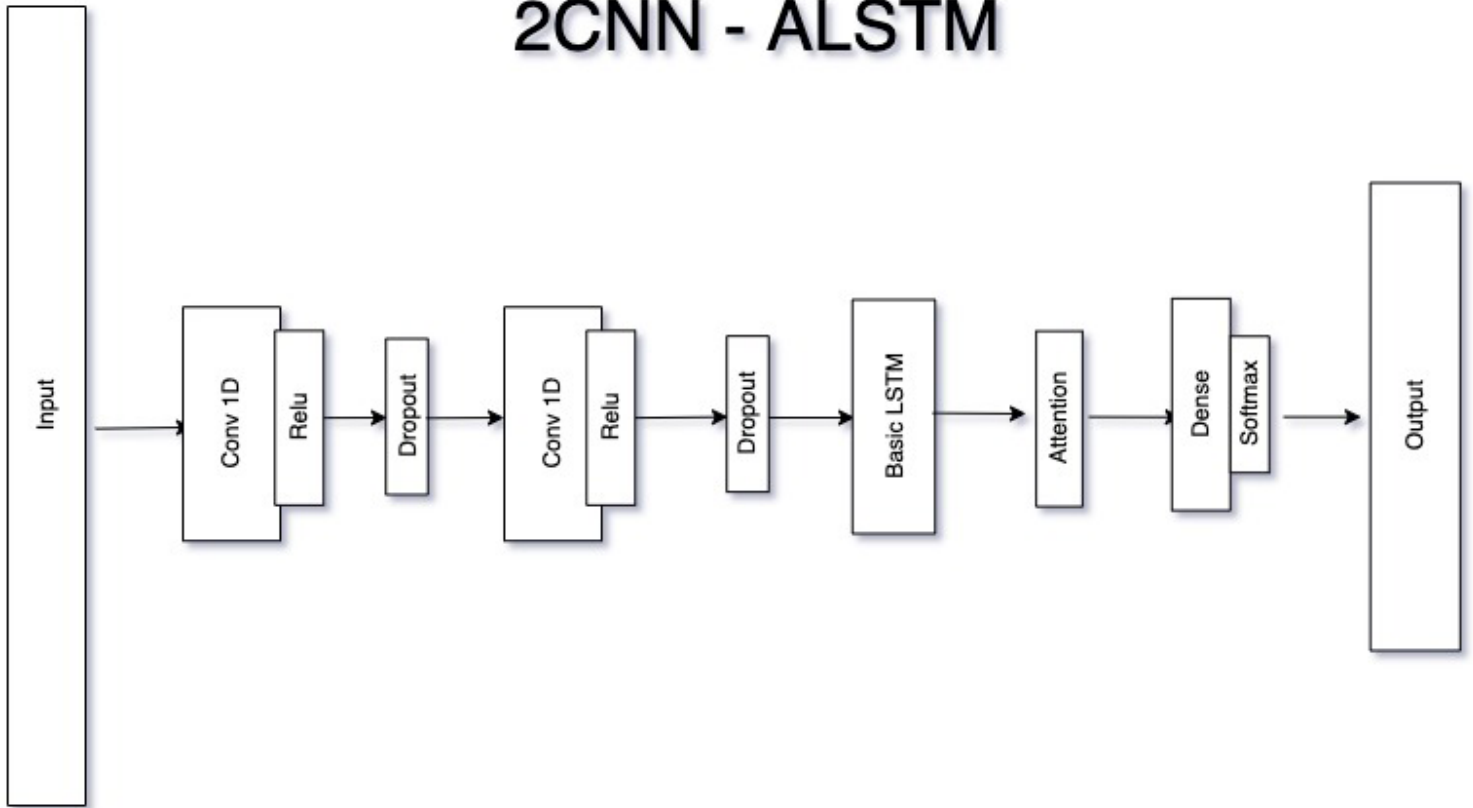 2CNN - ALSTM
Input
Conv 1D
Relu
Dropout
Conv 1D
Relu
Dropout
Basic LSTM
Attention
Dense
Softmax
Output